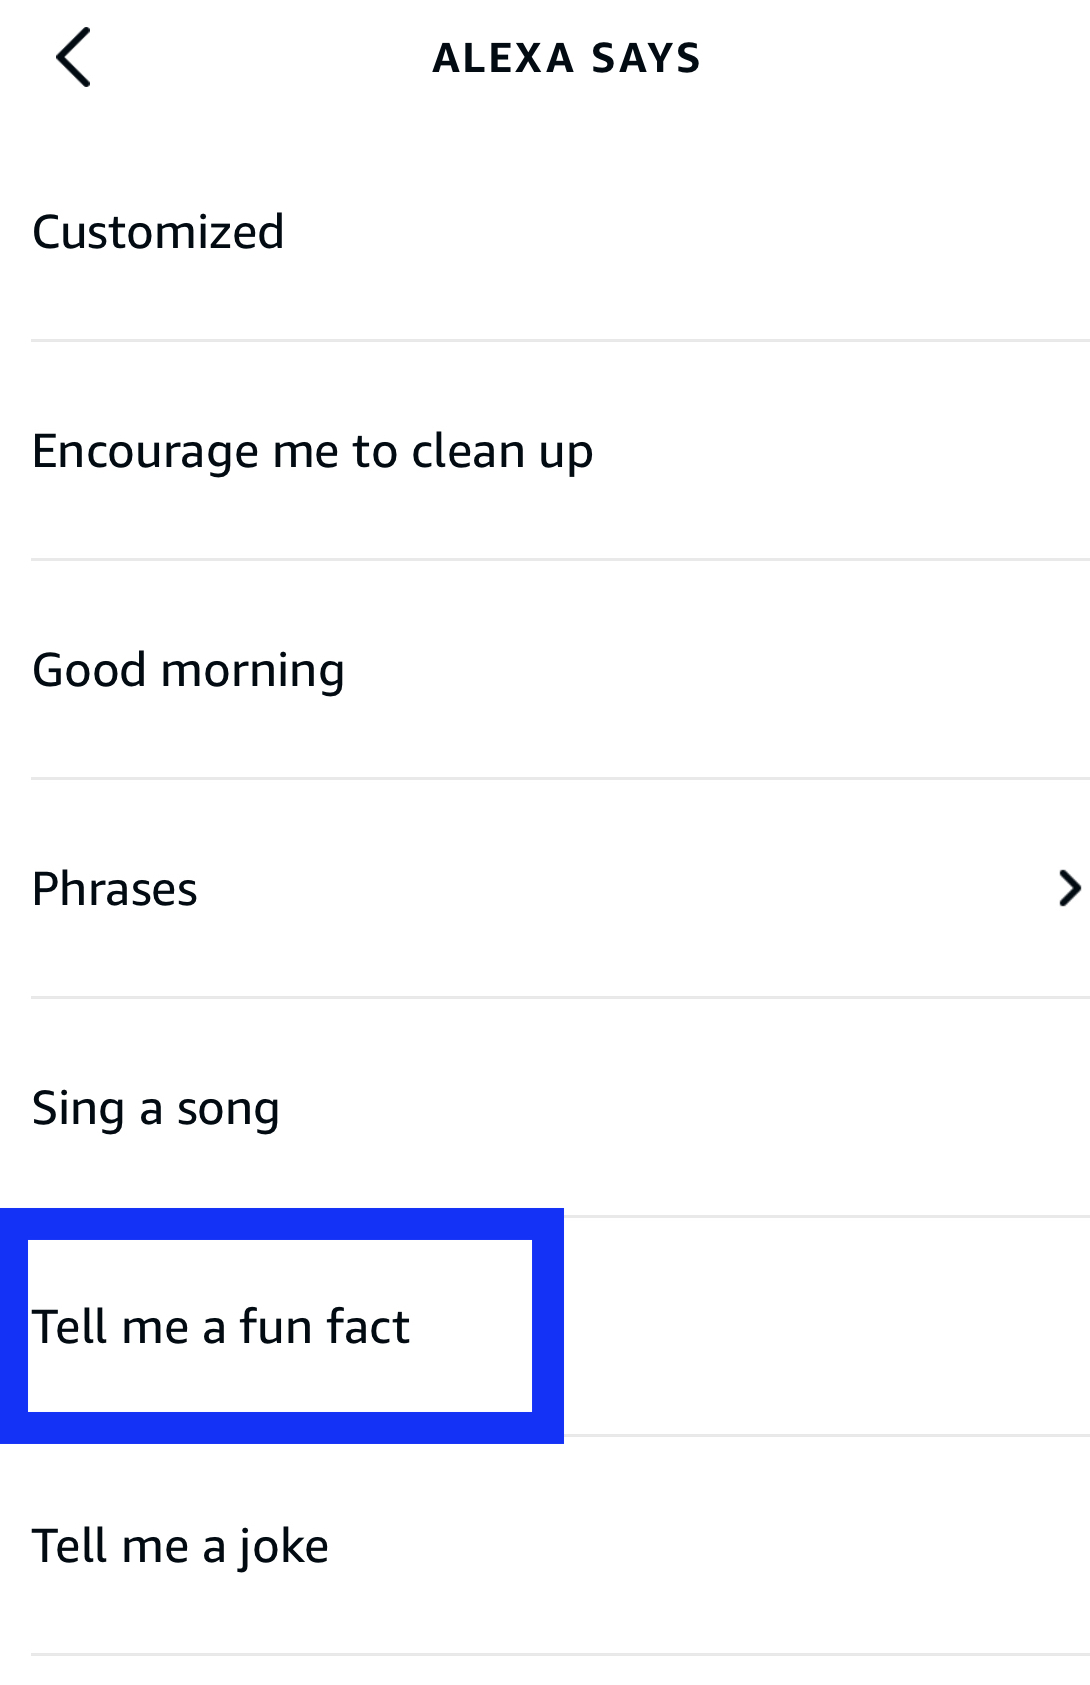 ALEXA SAYS
Customized
Encourage me to clean up
Good morning
Phrases
Sing a song
Tell me a fun fact
Tell me a joke